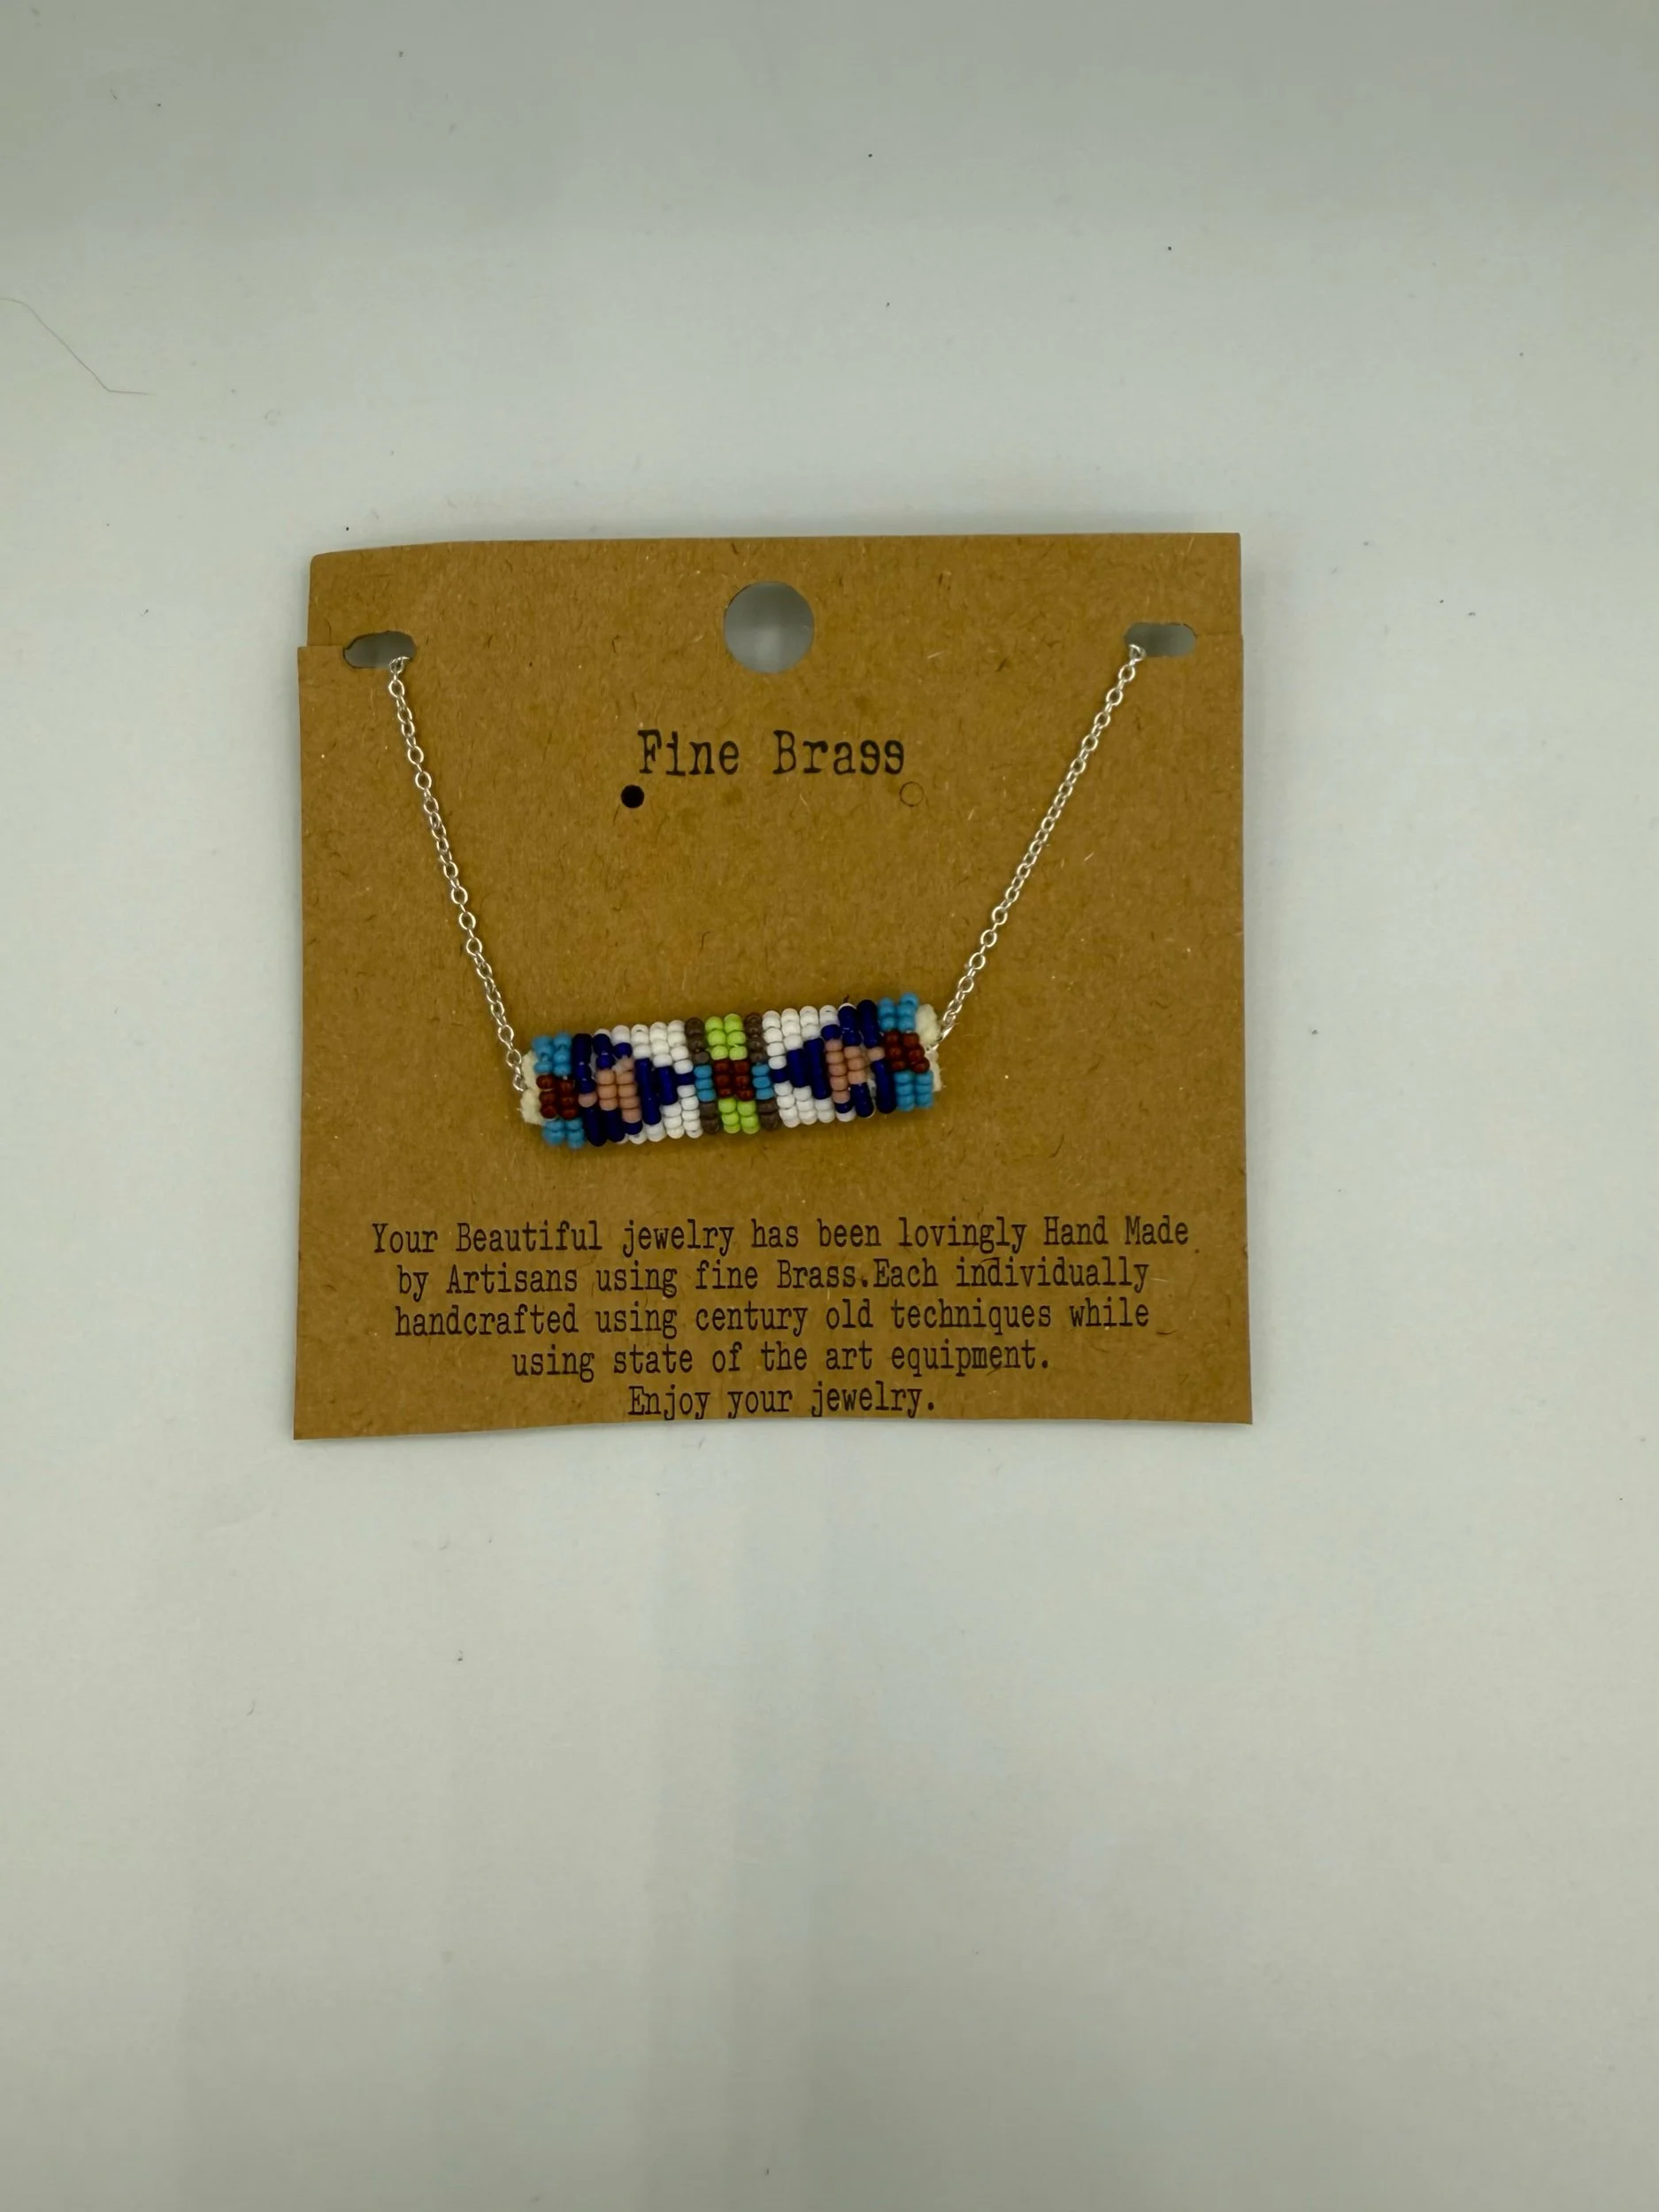 Fine Brass
Your Beautiful jewelry has been lovingly Hand Made
by Artisans using fine Brass.Each individually
handcrafted using century old techniques while
using state of the art equipment.
Enjoy your jewelry.